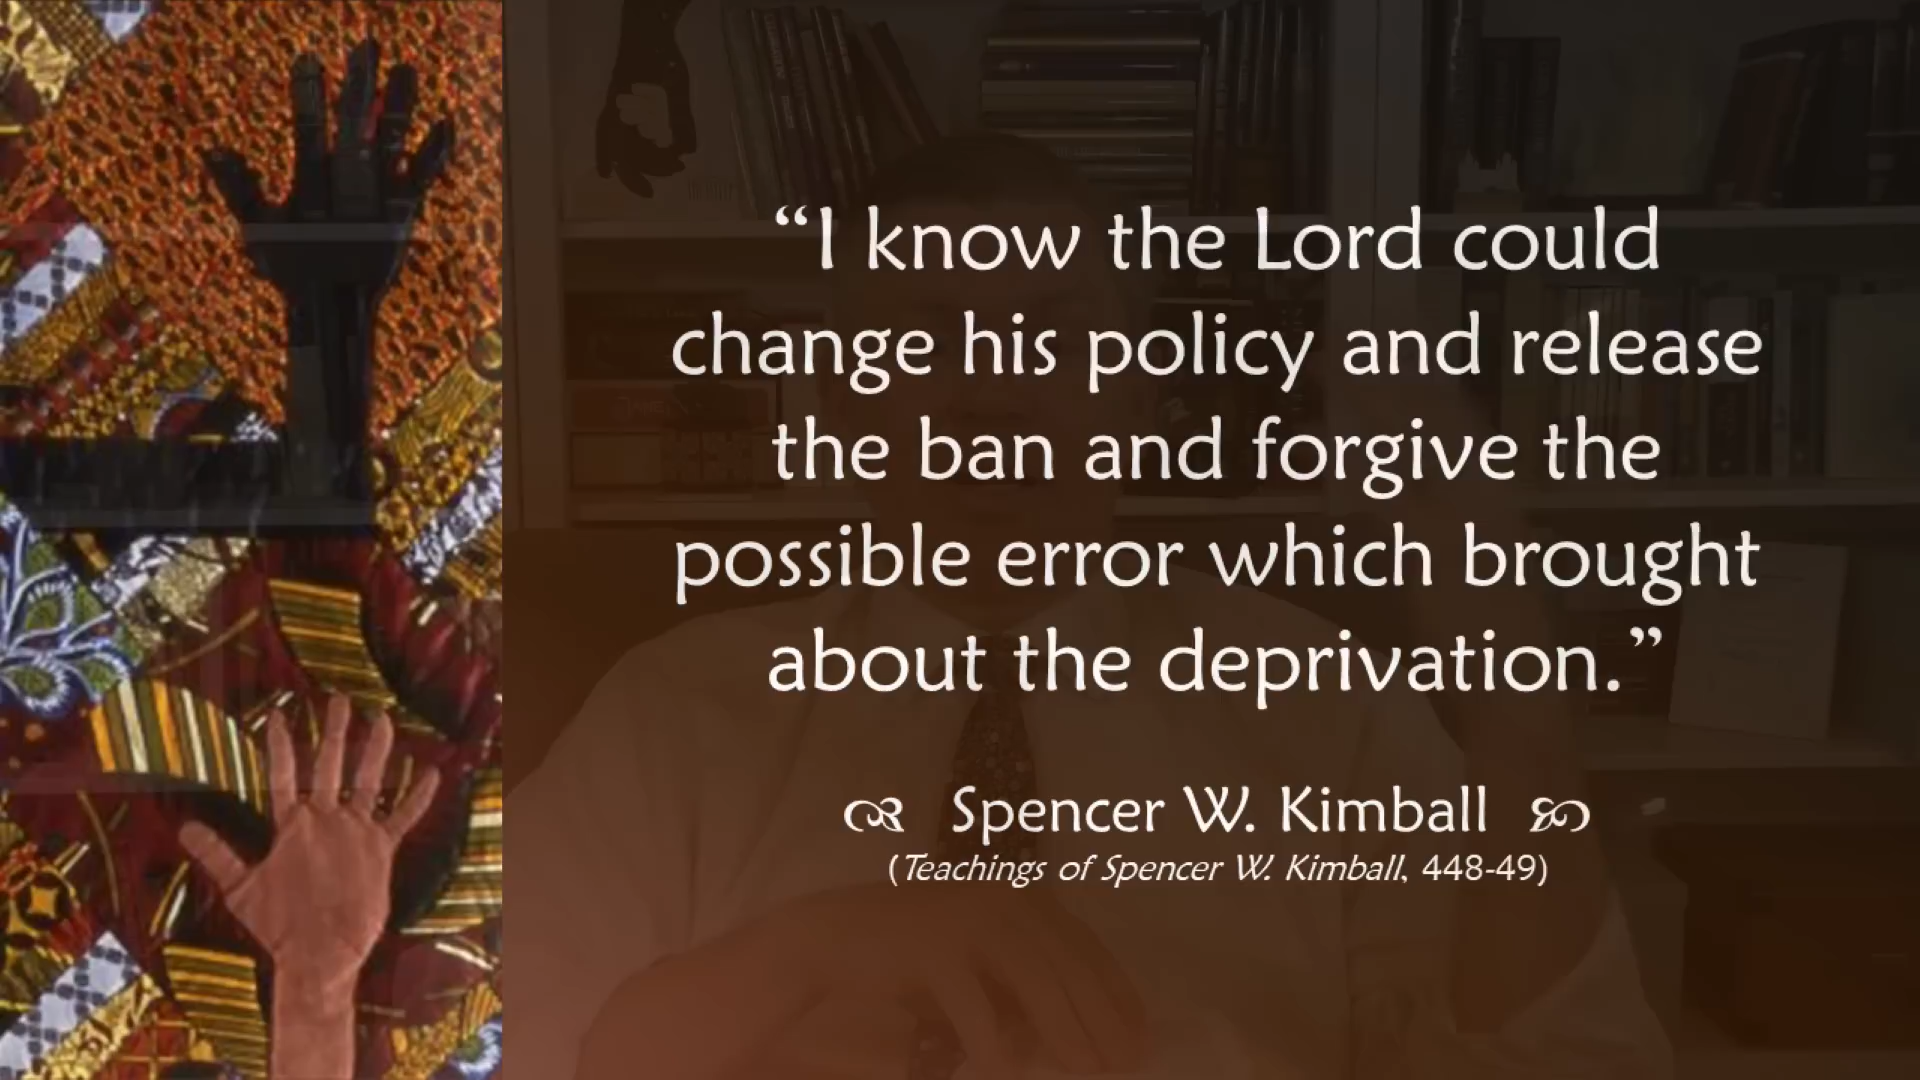 “I know the Lord could
change his policy and release
the ban and forgive the
possible error which brought
about the deprivation.”
Spencer W. Kimball
(Teachings of Spencer W. Kimball, 448-49)